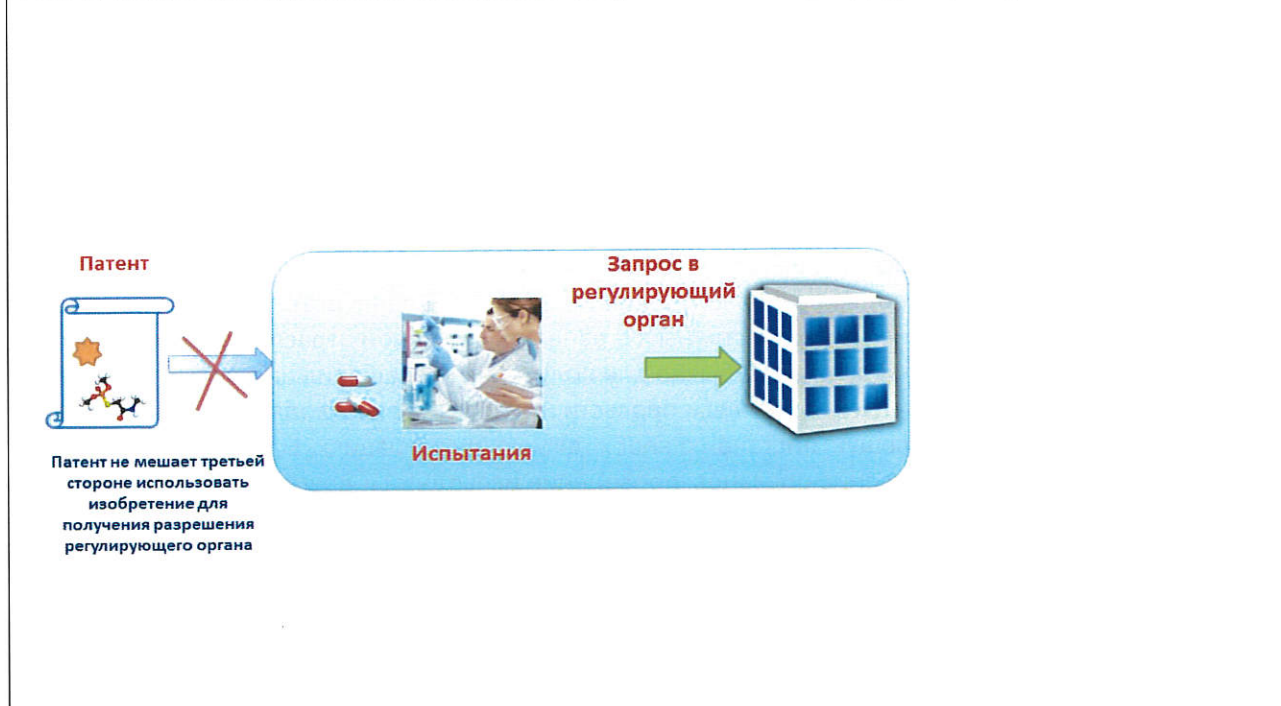 Патент
Запрос в
регулирующий
орган
Испытания
Патент не мешает третьей
стороне использовать
изобретение для
получения разрешения
регулирующего органа